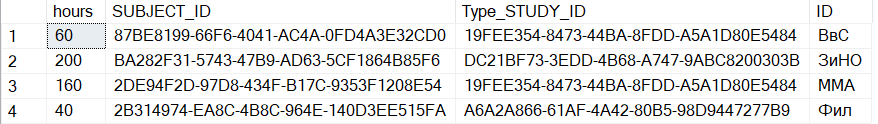 hours SUBJECT_ID Type_STUDY_ID ID
1 60 87BE8199-66F6-4041-AC4A-0FD4A3E32CD0 19FEE354-8473-44BA-8FDD-A5A1D80E5484 ВвС
2 200 BA282F31-5743-47B9-AD63-5CF1864B85F6 DC21BF73-3EDD-4B68-A747-9ABC8200303B ЗиНО
3 160 2DE94F2D-97D8-434F-B17C-9353F1208E54 19FEE354-8473-44BA-8FDD-A5A1D80E5484 ММА
4 40 2B314974-EA8C-4B8C-964E-140D3EE515FA A6A2A866-61AF-4A42-80B5-98D9447277B9 Фил